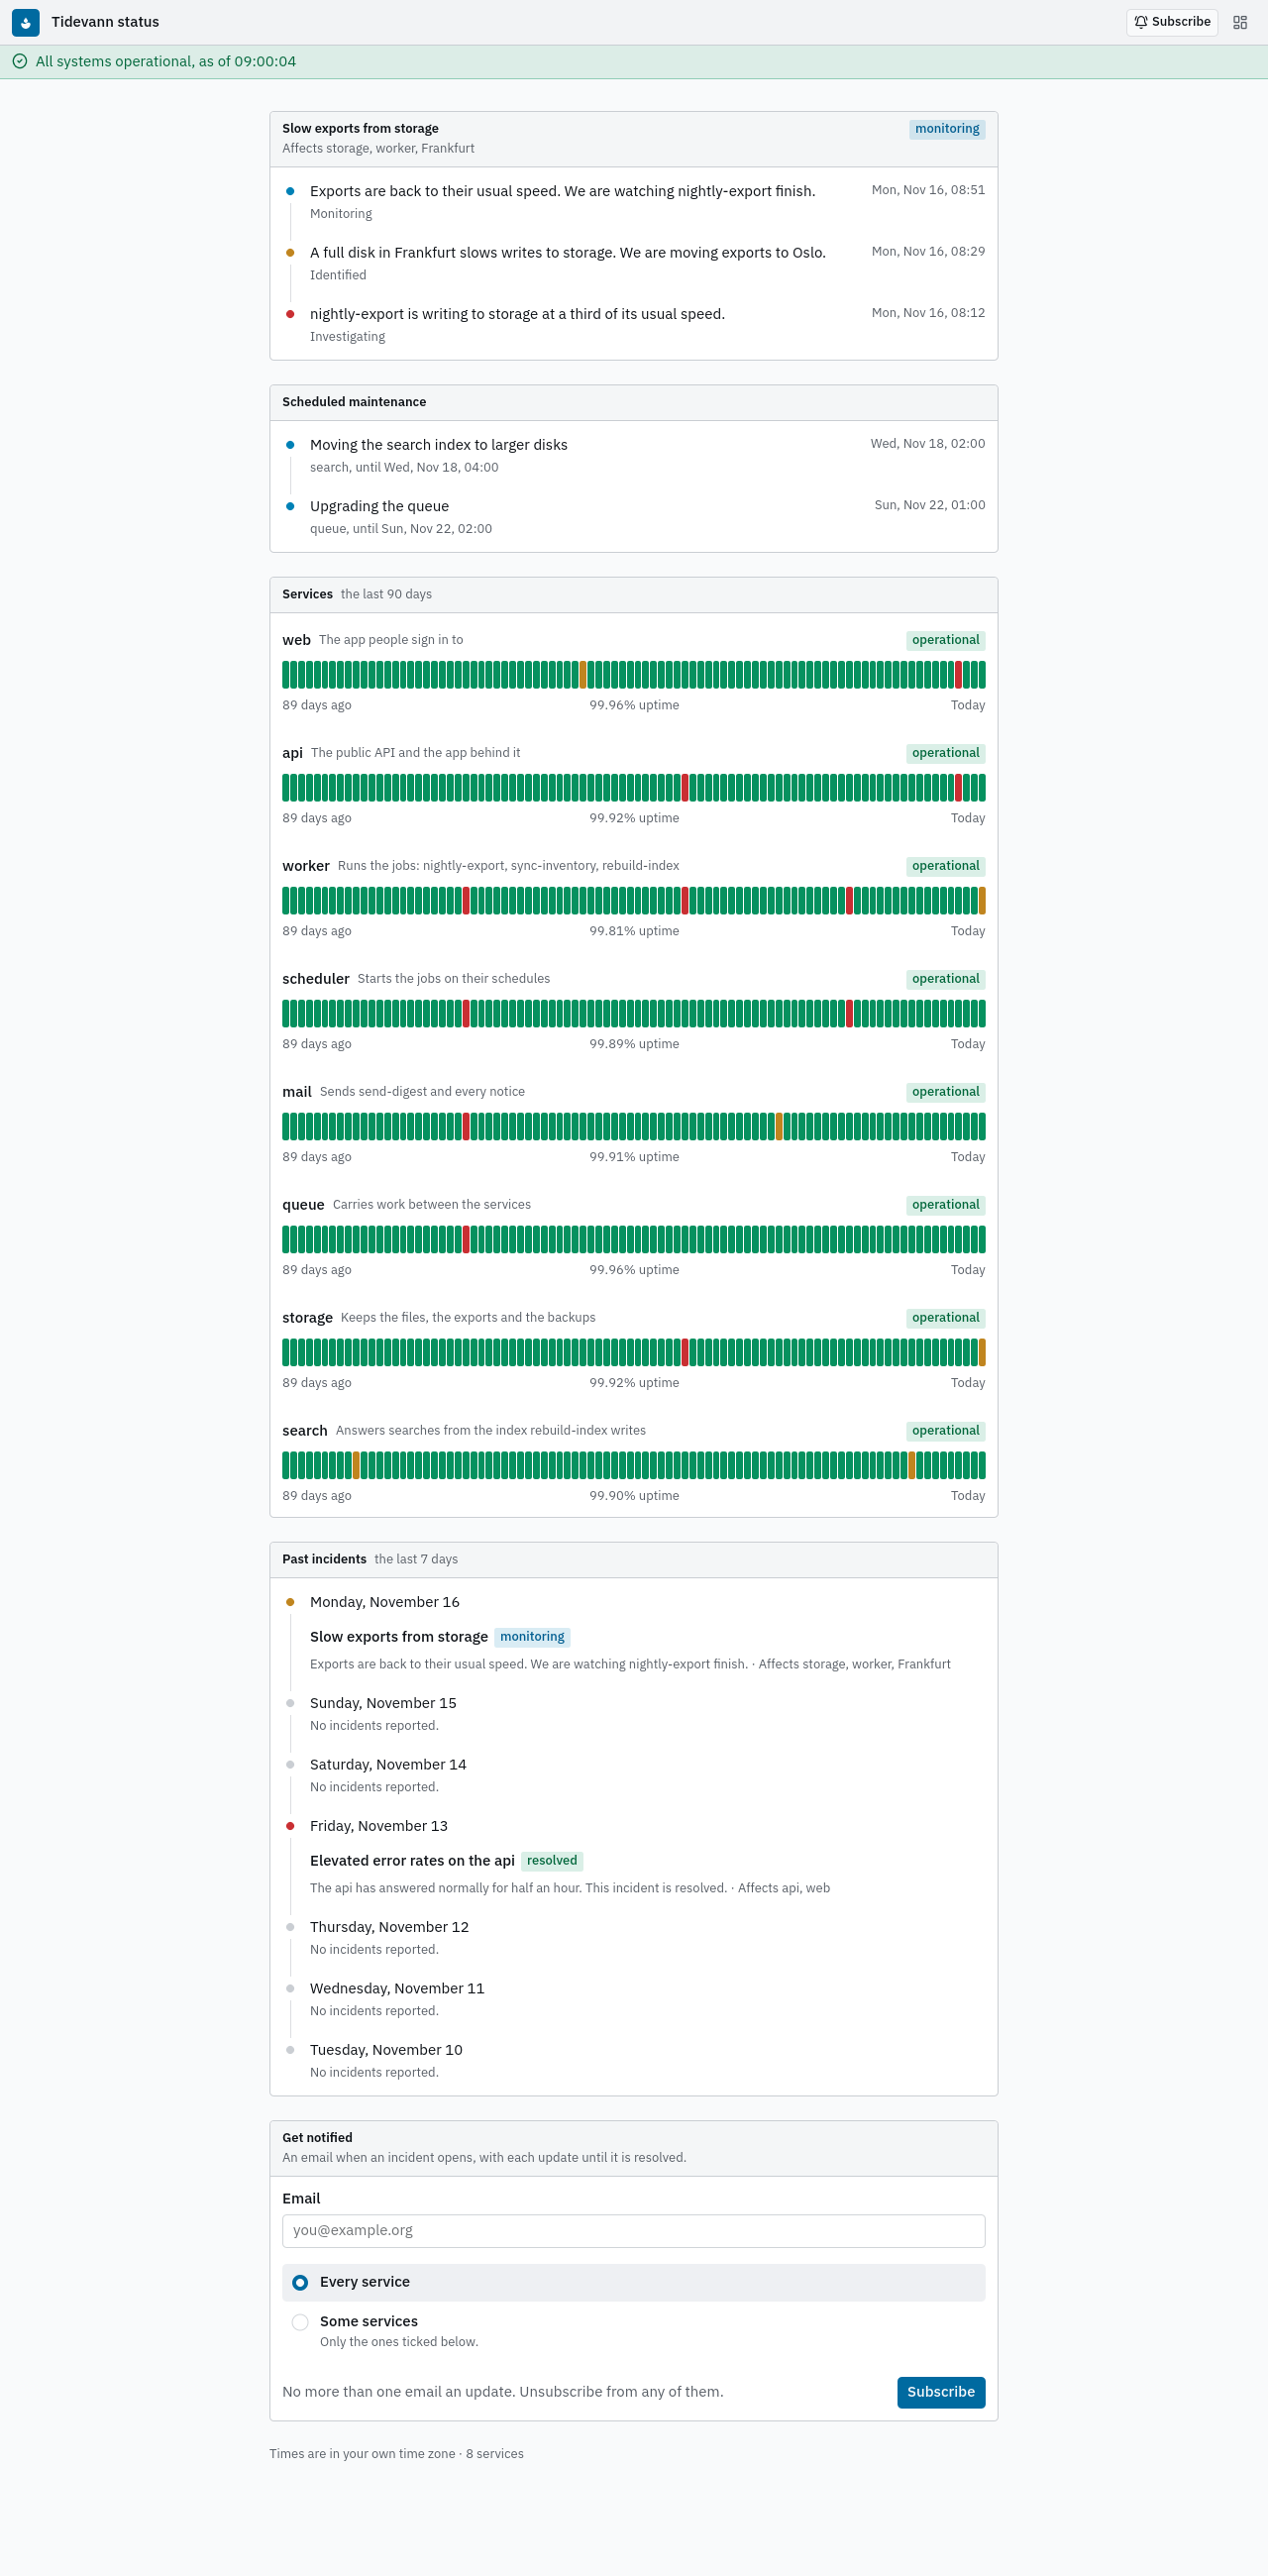 Tidevann status
Subscribe
All systems operational, as of 09:00:04
Slow exports from storage
monitoring
Affects storage, worker, Frankfurt
Exports are back to their usual speed. We are watching nightly-export finish.
Mon, Nov 16, 08:51
Monitoring
A full disk in Frankfurt slows writes to storage. We are moving exports to Oslo.
Mon, Nov 16, 08:29
Identified
nightly-export is writing to storage at a third of its usual speed.
Mon, Nov 16, 08:12
Investigating
Scheduled maintenance
Moving the search index to larger disks
Wed, Nov 18, 02:00
search, until Wed, Nov 18, 04:00
Upgrading the queue
Sun, Nov 22, 01:00
queue, until Sun, Nov 22, 02:00
Services the last 90 days
web The app people sign in to
operational
89 days ago
99.96% uptime
Today
api The public API and the app behind it
operational
89 days ago
99.92% uptime
Today
worker Runs the jobs: nightly-export, sync-inventory, rebuild-index
operational
89 days ago
99.81% uptime
Today
scheduler Starts the jobs on their schedules
operational
89 days ago
99.89% uptime
Today
mail Sends send-digest and every notice
operational
89 days ago
99.91% uptime
Today
queue Carries work between the services
operational
89 days ago
99.96% uptime
Today
storage Keeps the files, the exports and the backups
operational
89 days ago
99.92% uptime
Today
search Answers searches from the index rebuild-index writes
operational
89 days ago
99.90% uptime
Today
Past incidents the last 7 days
Monday, November 16
Slow exports from storage monitoring
Exports are back to their usual speed. We are watching nightly-export finish. · Affects storage, worker, Frankfurt
Sunday, November 15
No incidents reported.
Saturday, November 14
No incidents reported.
Friday, November 13
Elevated error rates on the api resolved
The api has answered normally for half an hour. This incident is resolved. · Affects api, web
Thursday, November 12
No incidents reported.
Wednesday, November 11
No incidents reported.
Tuesday, November 10
No incidents reported.
Get notified
An email when an incident opens, with each update until it is resolved.
Email
you@example.org
Every service
Some services
Only the ones ticked below.
No more than one email an update. Unsubscribe from any of them.
Subscribe
Times are in your own time zone · 8 services